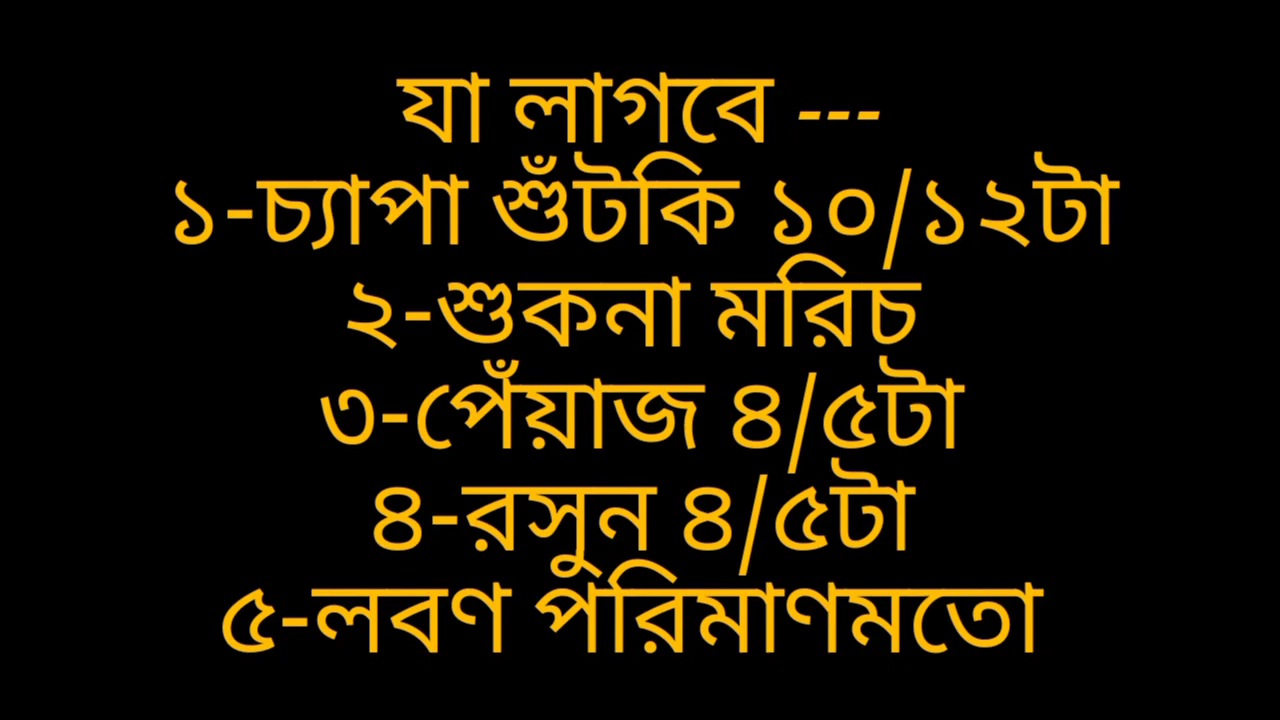 যা লাগবে ---
১-চ্যাপা শুঁটকি ১০/১২টা
২-শুকনা মরিচ
৩-পেঁয়াজ ৪/৫টা
৪-রসুন ৪/৫টা
৫-লবণ পরিমাণমতো